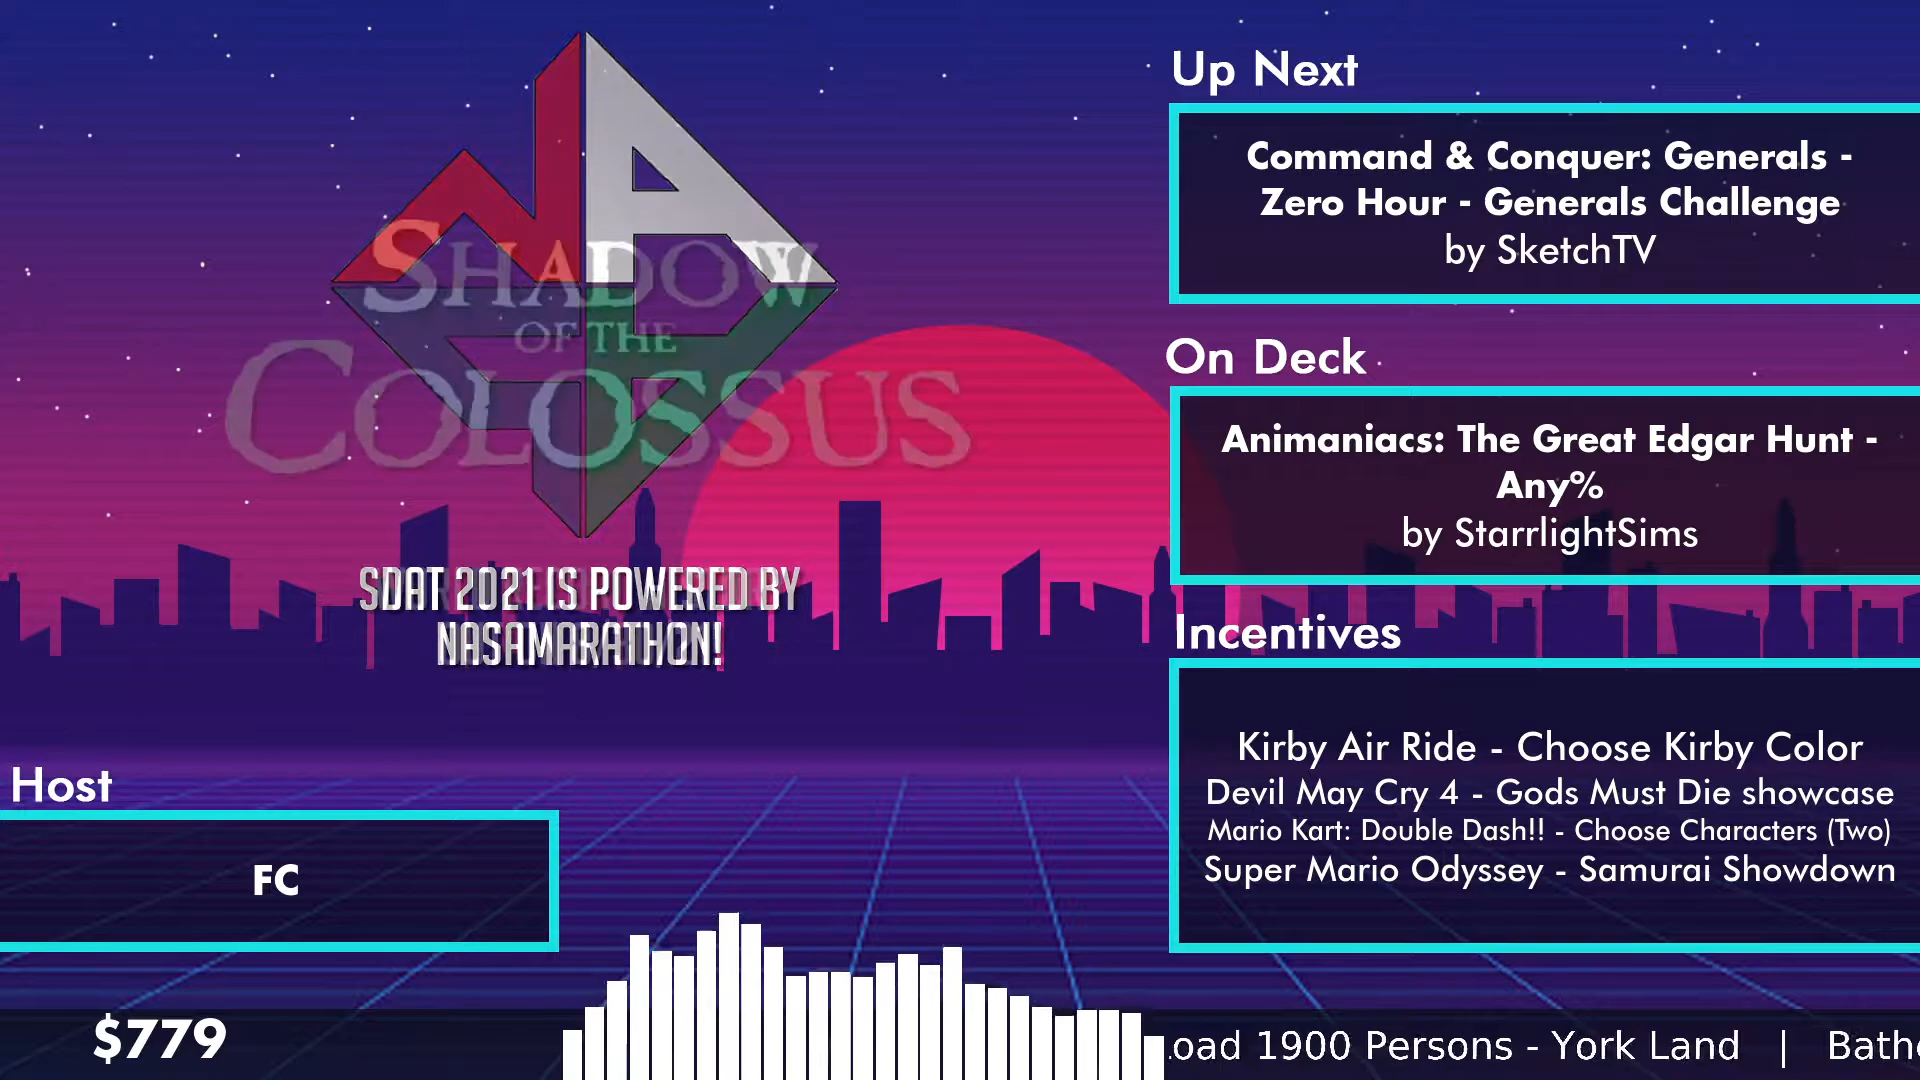 SHADOW
OF THE
COLOSSUS
SDAT 2021 IS POWERED BY
NASAMARATHON!
Up Next
Command & Conquer: Generals -
Zero Hour - Generals Challenge
by SketchTV
On Deck
Animaniacs: The Great Edgar Hunt -
Any%
by StarrlightSims
Incentives
Kirby Air Ride - Choose Kirby Color
Devil May Cry 4 - Gods Must Die showcase
Mario Kart: Double Dash!! - Choose Characters (Two)
Super Mario Odyssey - Samurai Showdown
Host
FC
$779
oad 1900 Persons - York Land | Bath